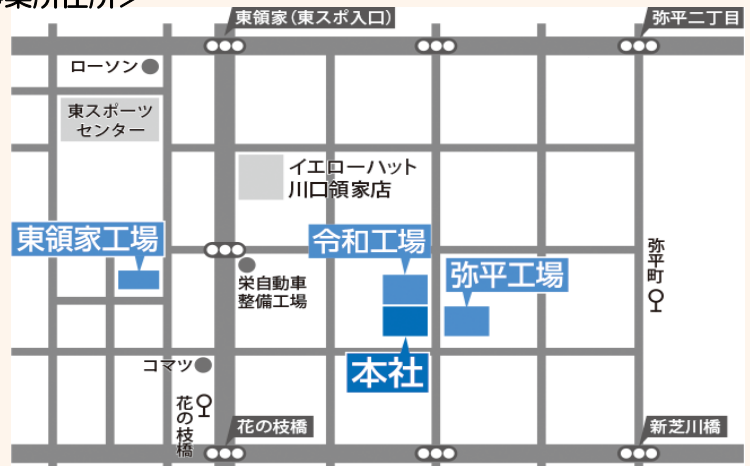 業所住所＞
東領家（東スポ入口）
弥平二丁目
ローソン
東スポーツ
センター
イエローハット
川口領家店
東領家工場
令和工場
弥平工場
弥平町
栄自動車
整備工場
本社
コマツ
花の枝橋
花の枝橋
新芝川橋